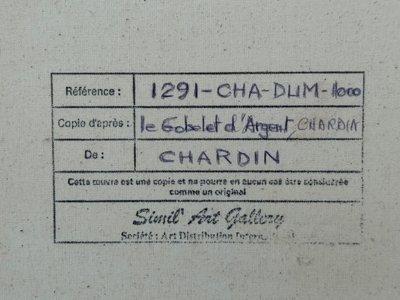 Référence : 1291-CHA-DUM-1000
Copie d'après : le Gobelet d'Argent, CHARDIN
De : CHARDIN
Cette œuvre est une copie et ne pourra en aucun cas être considérée
comme un original
Simil' Art Gallery
Société : Art Distribution